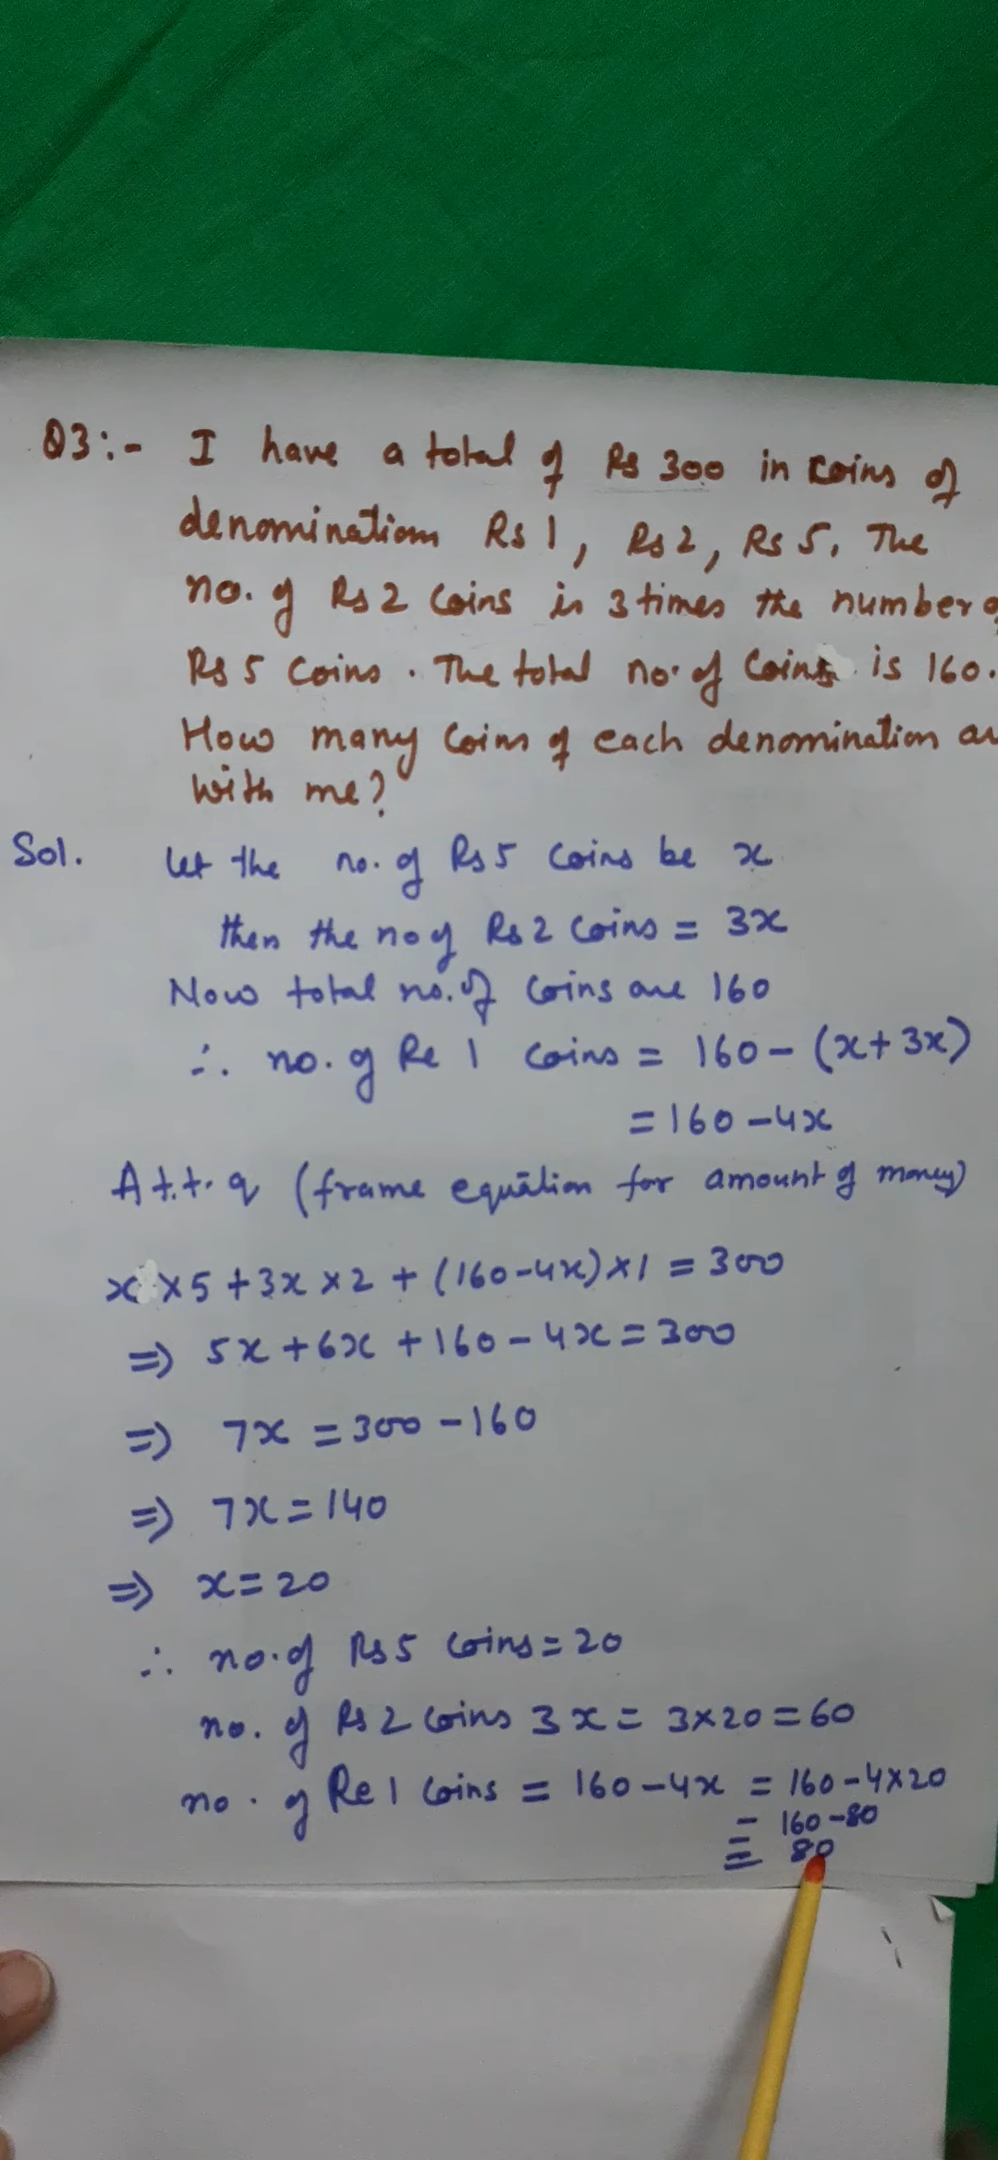 Q3:- I have a total of Rs 300 in coins of
denominations Rs 1, Rs 2, Rs 5. The
no. of Rs 2 coins is 3 times the number
Rs 5 coins. The total no. of coins is 160.
How many coins of each denomination
with me?
Sol. Let the no. of Rs 5 coins be x
then the no of Rs 2 coins = 3x
Now total no. of coins are 160
∴ no. of Re 1 coins = 160 - (x + 3x)
= 160 - 4x
A.t.t.q (frame equation for amount of money)
x × 5 + 3x × 2 + (160 - 4x) × 1 = 300
⇒ 5x + 6x + 160 - 4x = 300
⇒ 7x = 300 - 160
⇒ 7x = 140
⇒ x = 20
∴ no. of Rs 5 coins = 20
no. of Rs 2 coins 3x = 3 × 20 = 60
no. of Re 1 coins = 160 - 4x = 160 - 4 × 20
= 160 - 80
= 80